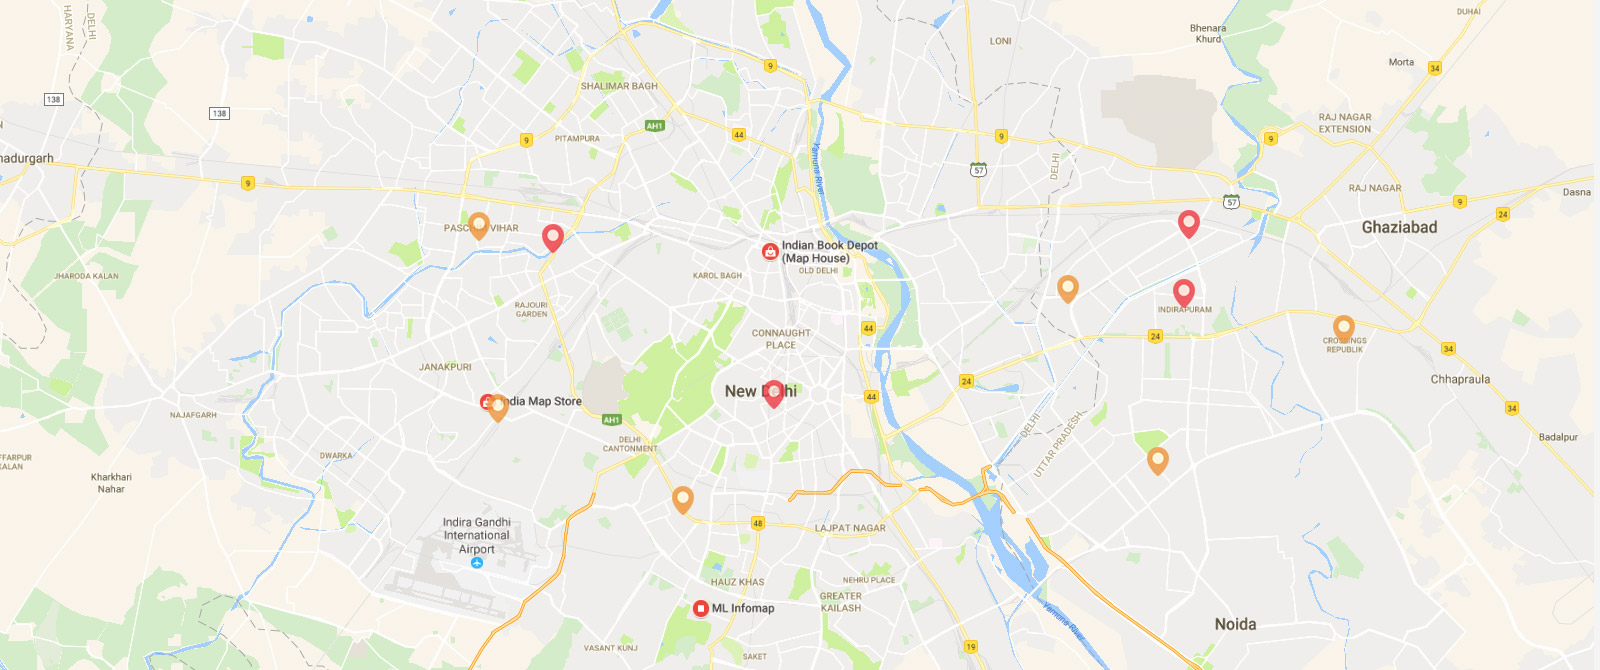 HARYANA
DELHI
DUHAI
Bhenara
Khurd
LONI
9
Morta
34
SHALIMAR BAGH
138
138
AH1
44
9
PITAMPURA
9
RAJ NAGAR
EXTENSION
9
nadurgarh
57
DELHI
Yamuna River
9
RAJ NAGAR
Dasna
57
9
24
Ghaziabad
VIHAR
Indian Book Depot
(Map House)
OLD DELHI
KAROL BAGH
JHARODA KALAN
RAJOURI
GARDEN
INDIRAPURAM
CONNAUGHT
PLACE
44
24
CROSSINGS
REPUBLIK
34
JANAKPURI
24
Chhapraula
New Delhi
44
India Map Store
34
NAJAFGARH
AH1
DELHI
UTTAR PRADESH
DELHI
CANTONMENT
Badalpur
DWARKA
FFARPUR
KALAN
Kharkhari
Nahar
Indira Gandhi
International
Airport
48
LAJPAT NAGAR
HAUZ KHAS
NEHRU PLACE
GREATER
KAILASH
ML Infomap
Yamuna River
Noida
VASANT KUNJ
SAKET
19